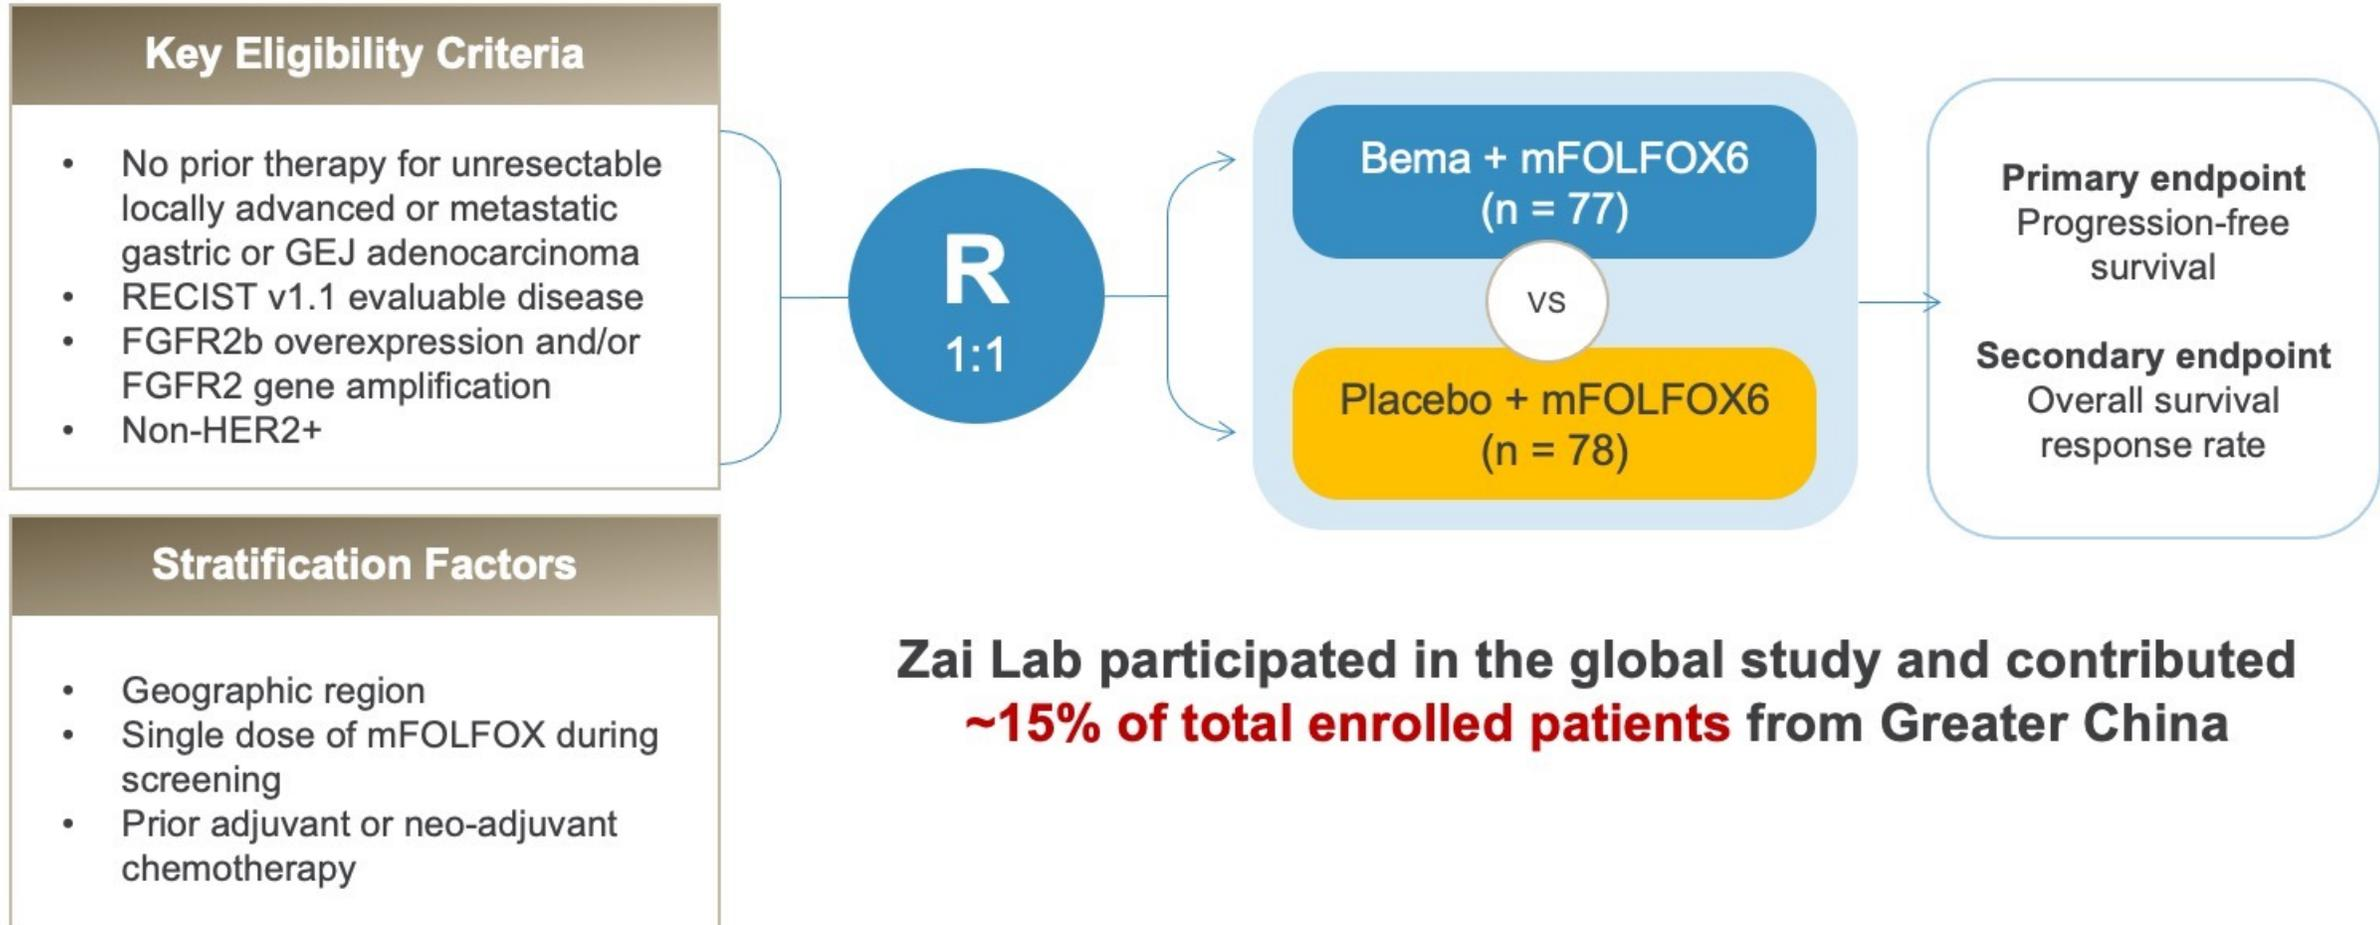 Key Eligibility Criteria
• No prior therapy for unresectable
locally advanced or metastatic
gastric or GEJ adenocarcinoma
• RECIST v1.1 evaluable disease
• FGFR2b overexpression and/or
FGFR2 gene amplification
• Non-HER2+
Stratification Factors
• Geographic region
• Single dose of mFOLFOX during
screening
• Prior adjuvant or neo-adjuvant
chemotherapy
R
1:1
Bema + mFOLFOX6
(n = 77)
vs
Placebo + mFOLFOX6
(n = 78)
Primary endpoint
Progression-free
survival
Secondary endpoint
Overall survival
response rate
Zai Lab participated in the global study and contributed
~15% of total enrolled patients from Greater China